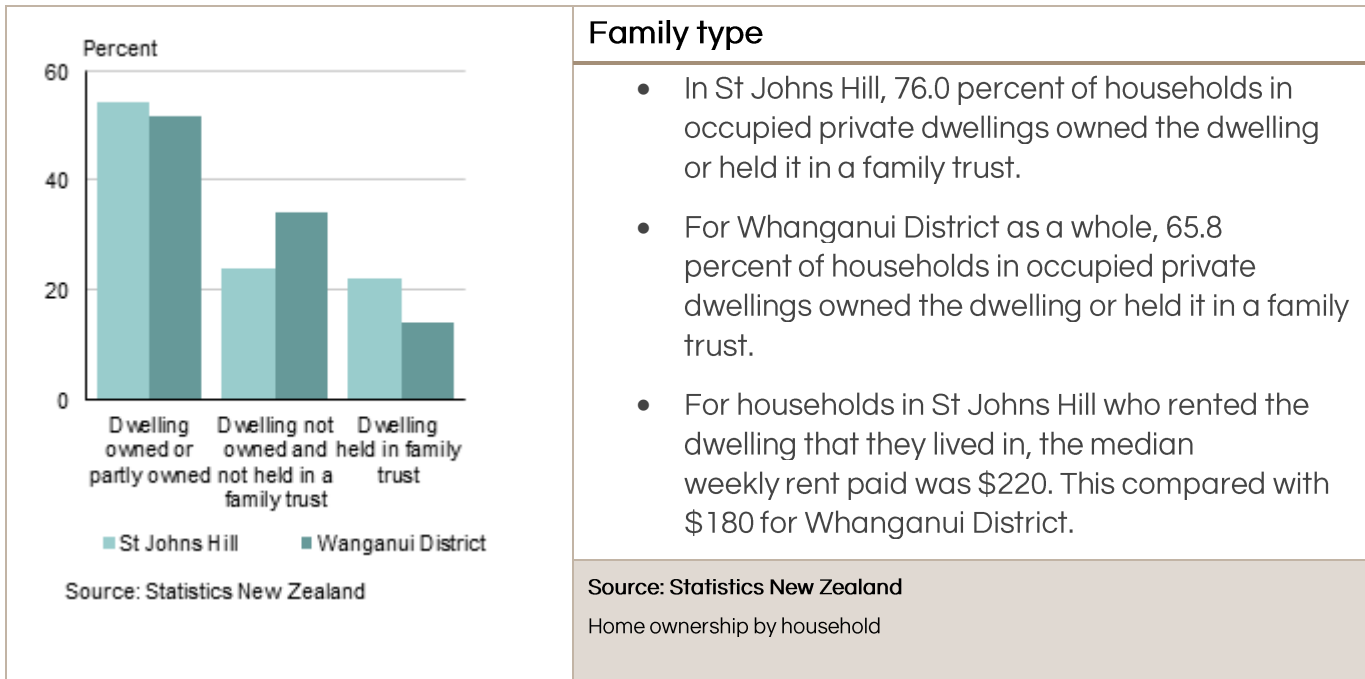 Percent
60
40
20
0
Dwelling owned or partly owned
Dwelling not owned and not held in a family trust
Dwelling held in family trust
St Johns Hill
Wanganui District
Source: Statistics New Zealand
Family type
• In St Johns Hill, 76.0 percent of households in
occupied private dwellings owned the dwelling
or held it in a family trust.
• For Whanganui District as a whole, 65.8
percent of households in occupied private
dwellings owned the dwelling or held it in a family
trust.
• For households in St Johns Hill who rented the
dwelling that they lived in, the median
weekly rent paid was $220. This compared with
$180 for Whanganui District.
Source: Statistics New Zealand
Home ownership by household